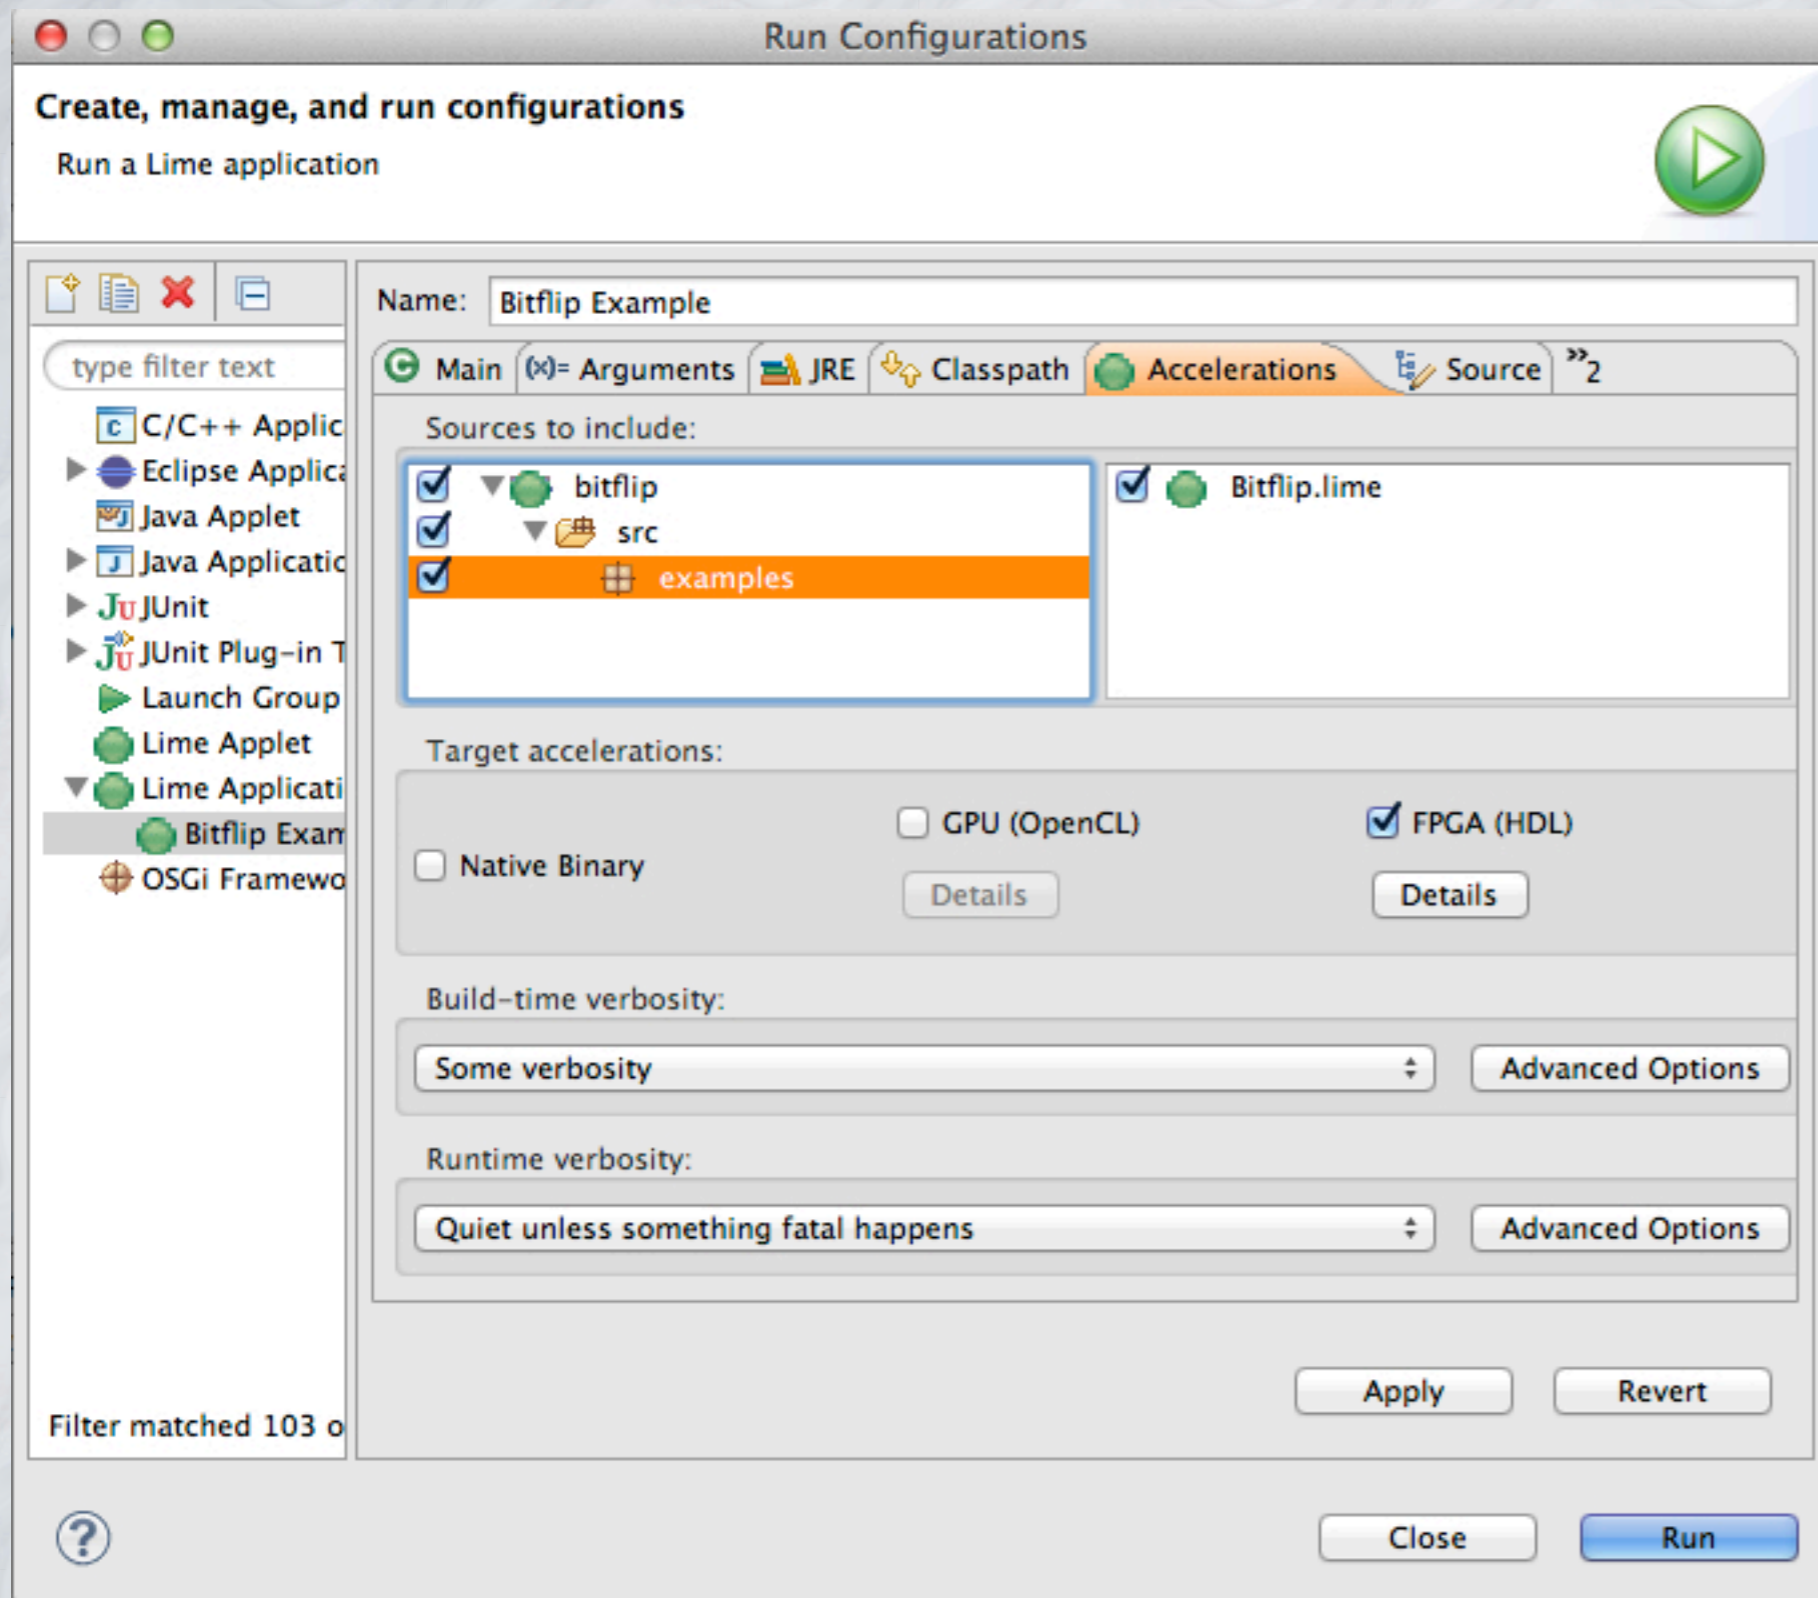 Run Configurations
Create, manage, and run configurations
Run a Lime application
type filter text
C/C++ Applic
Eclipse Applica
Java Applet
Java Applicatic
JUnit
JUnit Plug-in T
Launch Group
Lime Applet
Lime Applicati
Bitflip Exam
OSGi Framewo
Filter matched 103 o
Name: Bitflip Example
Main (x)= Arguments JRE Classpath Accelerations Source »2
Sources to include:
bitflip
src
examples
Bitflip.lime
Target accelerations:
Native Binary
GPU (OpenCL)
Details
FPGA (HDL)
Details
Build-time verbosity:
Some verbosity Advanced Options
Runtime verbosity:
Quiet unless something fatal happens Advanced Options
Apply Revert
Close Run